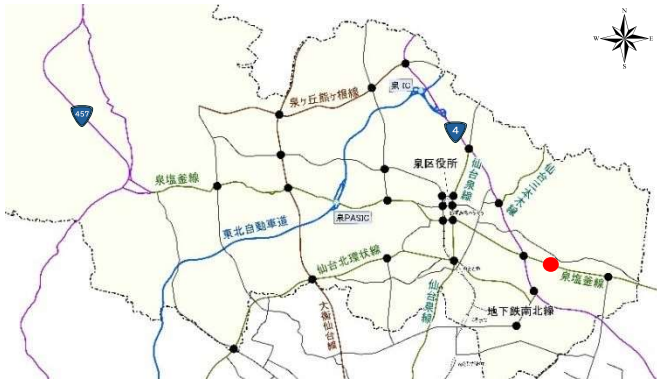 N
W
E
S
457
泉ケ丘熊ケ根線
泉IC
4
泉区役所
仙台泉線
仙台三本木線
泉塩釜線
泉PASIC
東北自動車道
仙台北環状線
泉塩釜線
大衡仙台線
仙台泉線
地下鉄南北線